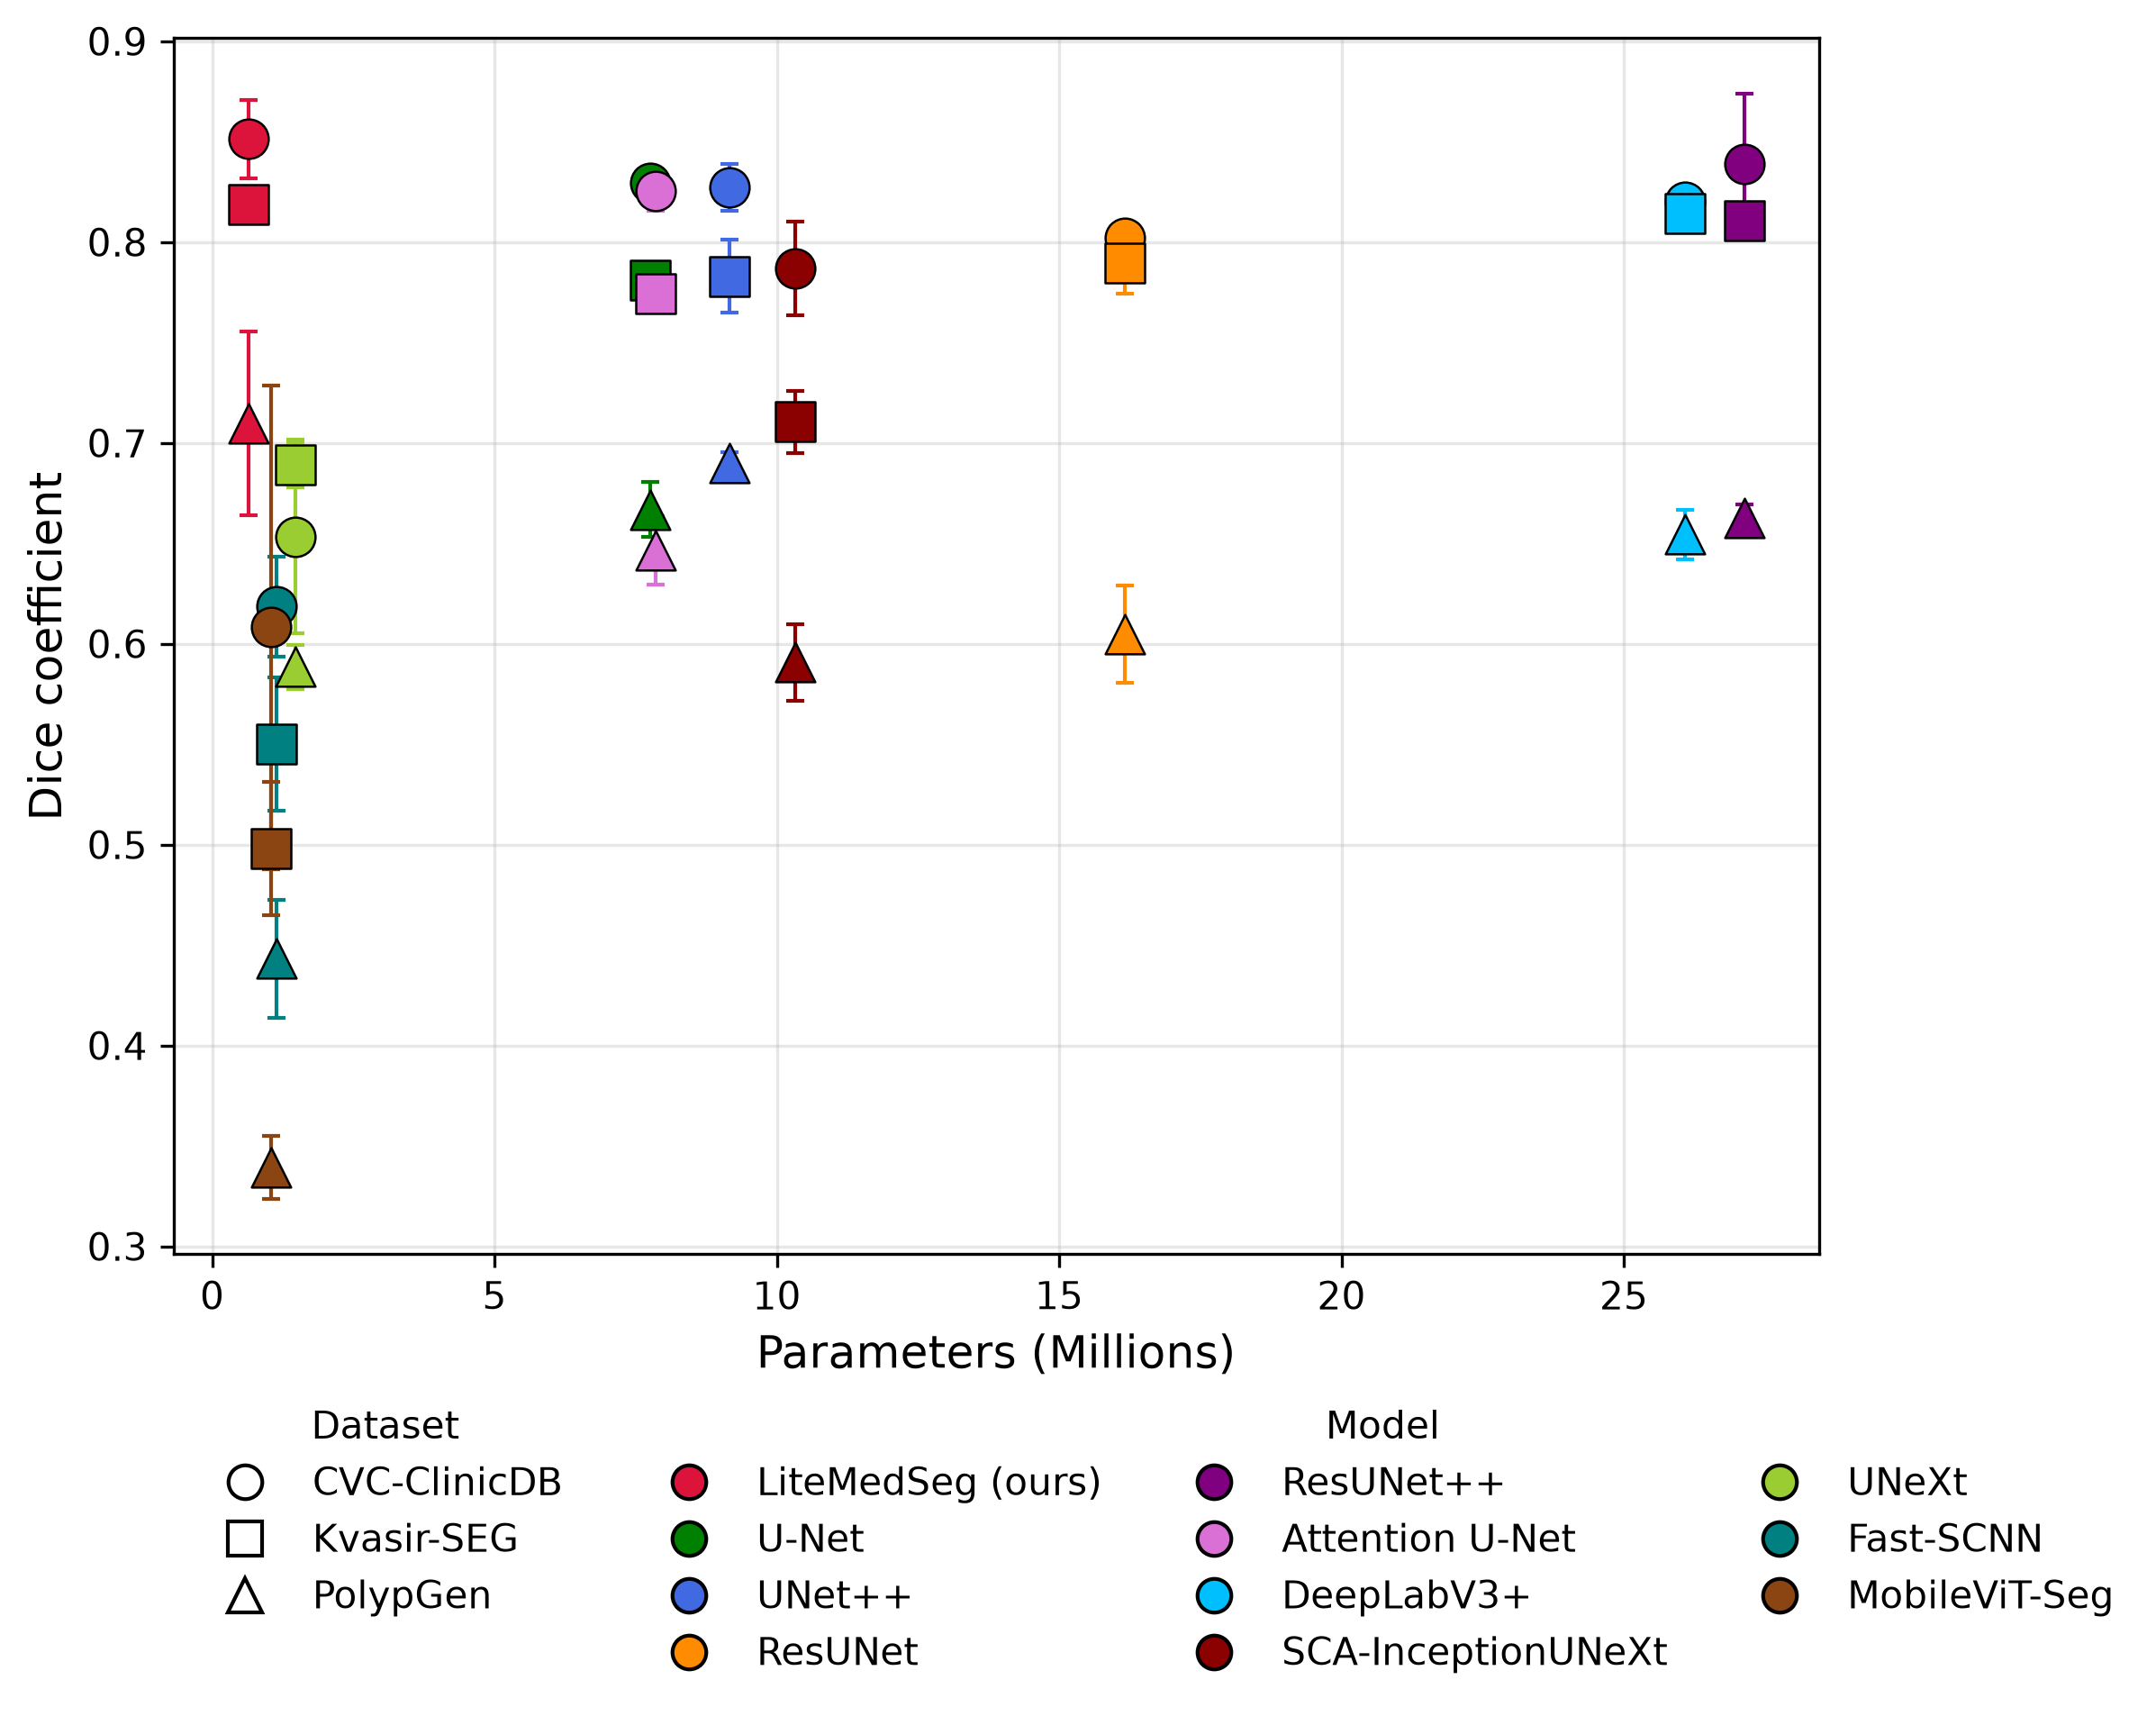 0.9
0.8
0.7
0.6
0.5
0.4
0.3
Dice coefficient
0 5 10 15 20 25
Parameters (Millions)
Dataset
CVC-ClinicDB
Kvasir-SEG
PolypGen
Model
LiteMedSeg (ours)
U-Net
UNet++
ResUNet
ResUNet++
Attention U-Net
DeepLabV3+
SCA-InceptionUNeXt
UNeXt
Fast-SCNN
MobileViT-Seg